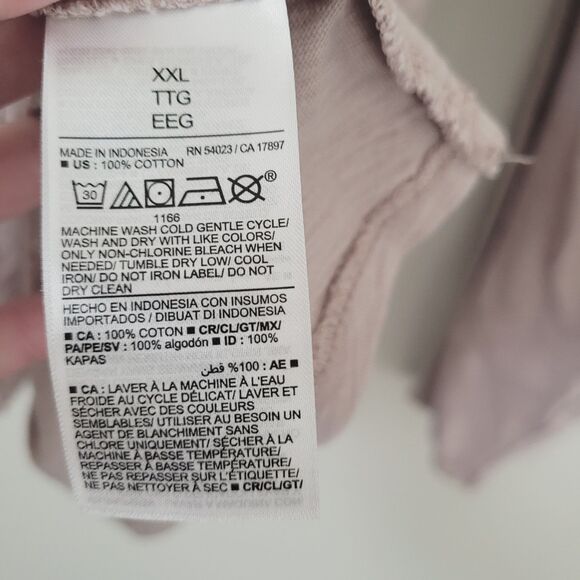 XXL
TTG
EEG
MADE IN INDONESIA RN 54023 / CA 17897
■ US : 100% COTTON
30
®
1166
MACHINE WASH COLD GENTLE CYCLE/
WASH AND DRY WITH LIKE COLORS/
ONLY NON-CHLORINE BLEACH WHEN
NEEDED/ TUMBLE DRY LOW/ COOL
IRON/ DO NOT IRON LABEL/ DO NOT
DRY CLEAN
HECHO EN INDONESIA CON INSUMOS
IMPORTADOS / DIBUAT DI INDONESIA
■ CA : 100% COTON ■ CR/CL/GT/MX/
PA/PE/SV : 100% algodón ■ ID : 100%
KAPAS
■ AE : %100 قطن
■ CA : LAVER À LA MACHINE À L'EAU
FROIDE AU CYCLE DÉLICAT/ LAVER ET
SÉCHER AVEC DES COULEURS
SEMBLABLES/ UTILISER AU BESOIN UN
AGENT DE BLANCHIMENT SANS
CHLORE UNIQUEMENT/ SÉCHER À LA
MACHINE À BASSE TEMPÉRATURE/
REPASSER À BASSE TEMPÉRATURE/
NE PAS REPASSER SUR L'ÉTIQUETTE/
NE PAS NETTOYER À SEC ■ CR/CL/GT/